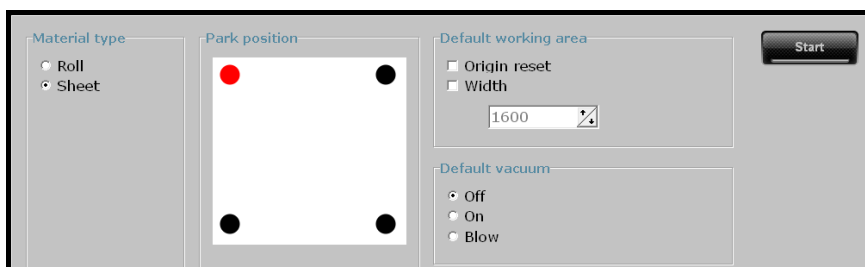 Material type
Roll
Sheet
Park position
Default working area
Origin reset
Width
1600
Default vacuum
Off
On
Blow
Start